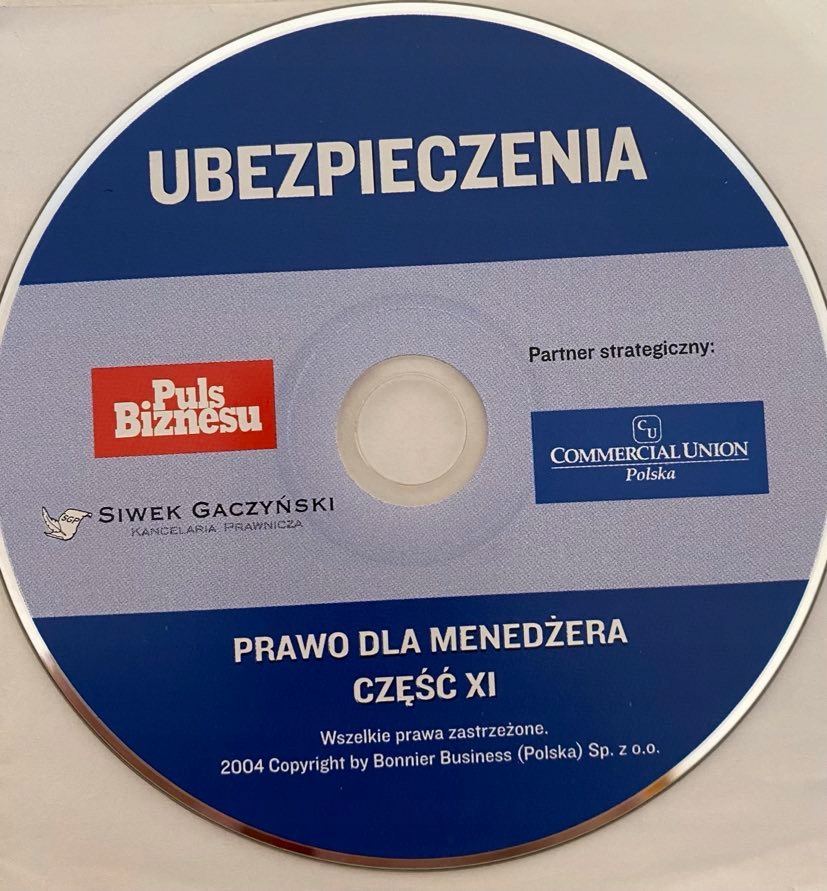 UBEZPIECZENIA
Partner strategiczny:
Puls
Biznesu
CU
COMMERCIAL UNION
Polska
SGP
SIWEK GACZYŃSKI
KANCELARIA PRAWNICZA
PRAWO DLA MENEDŻERA
CZĘŚĆ XI
Wszelkie prawa zastrzeżone.
2004 Copyright by Bonnier Business (Polska) Sp. z o.o.